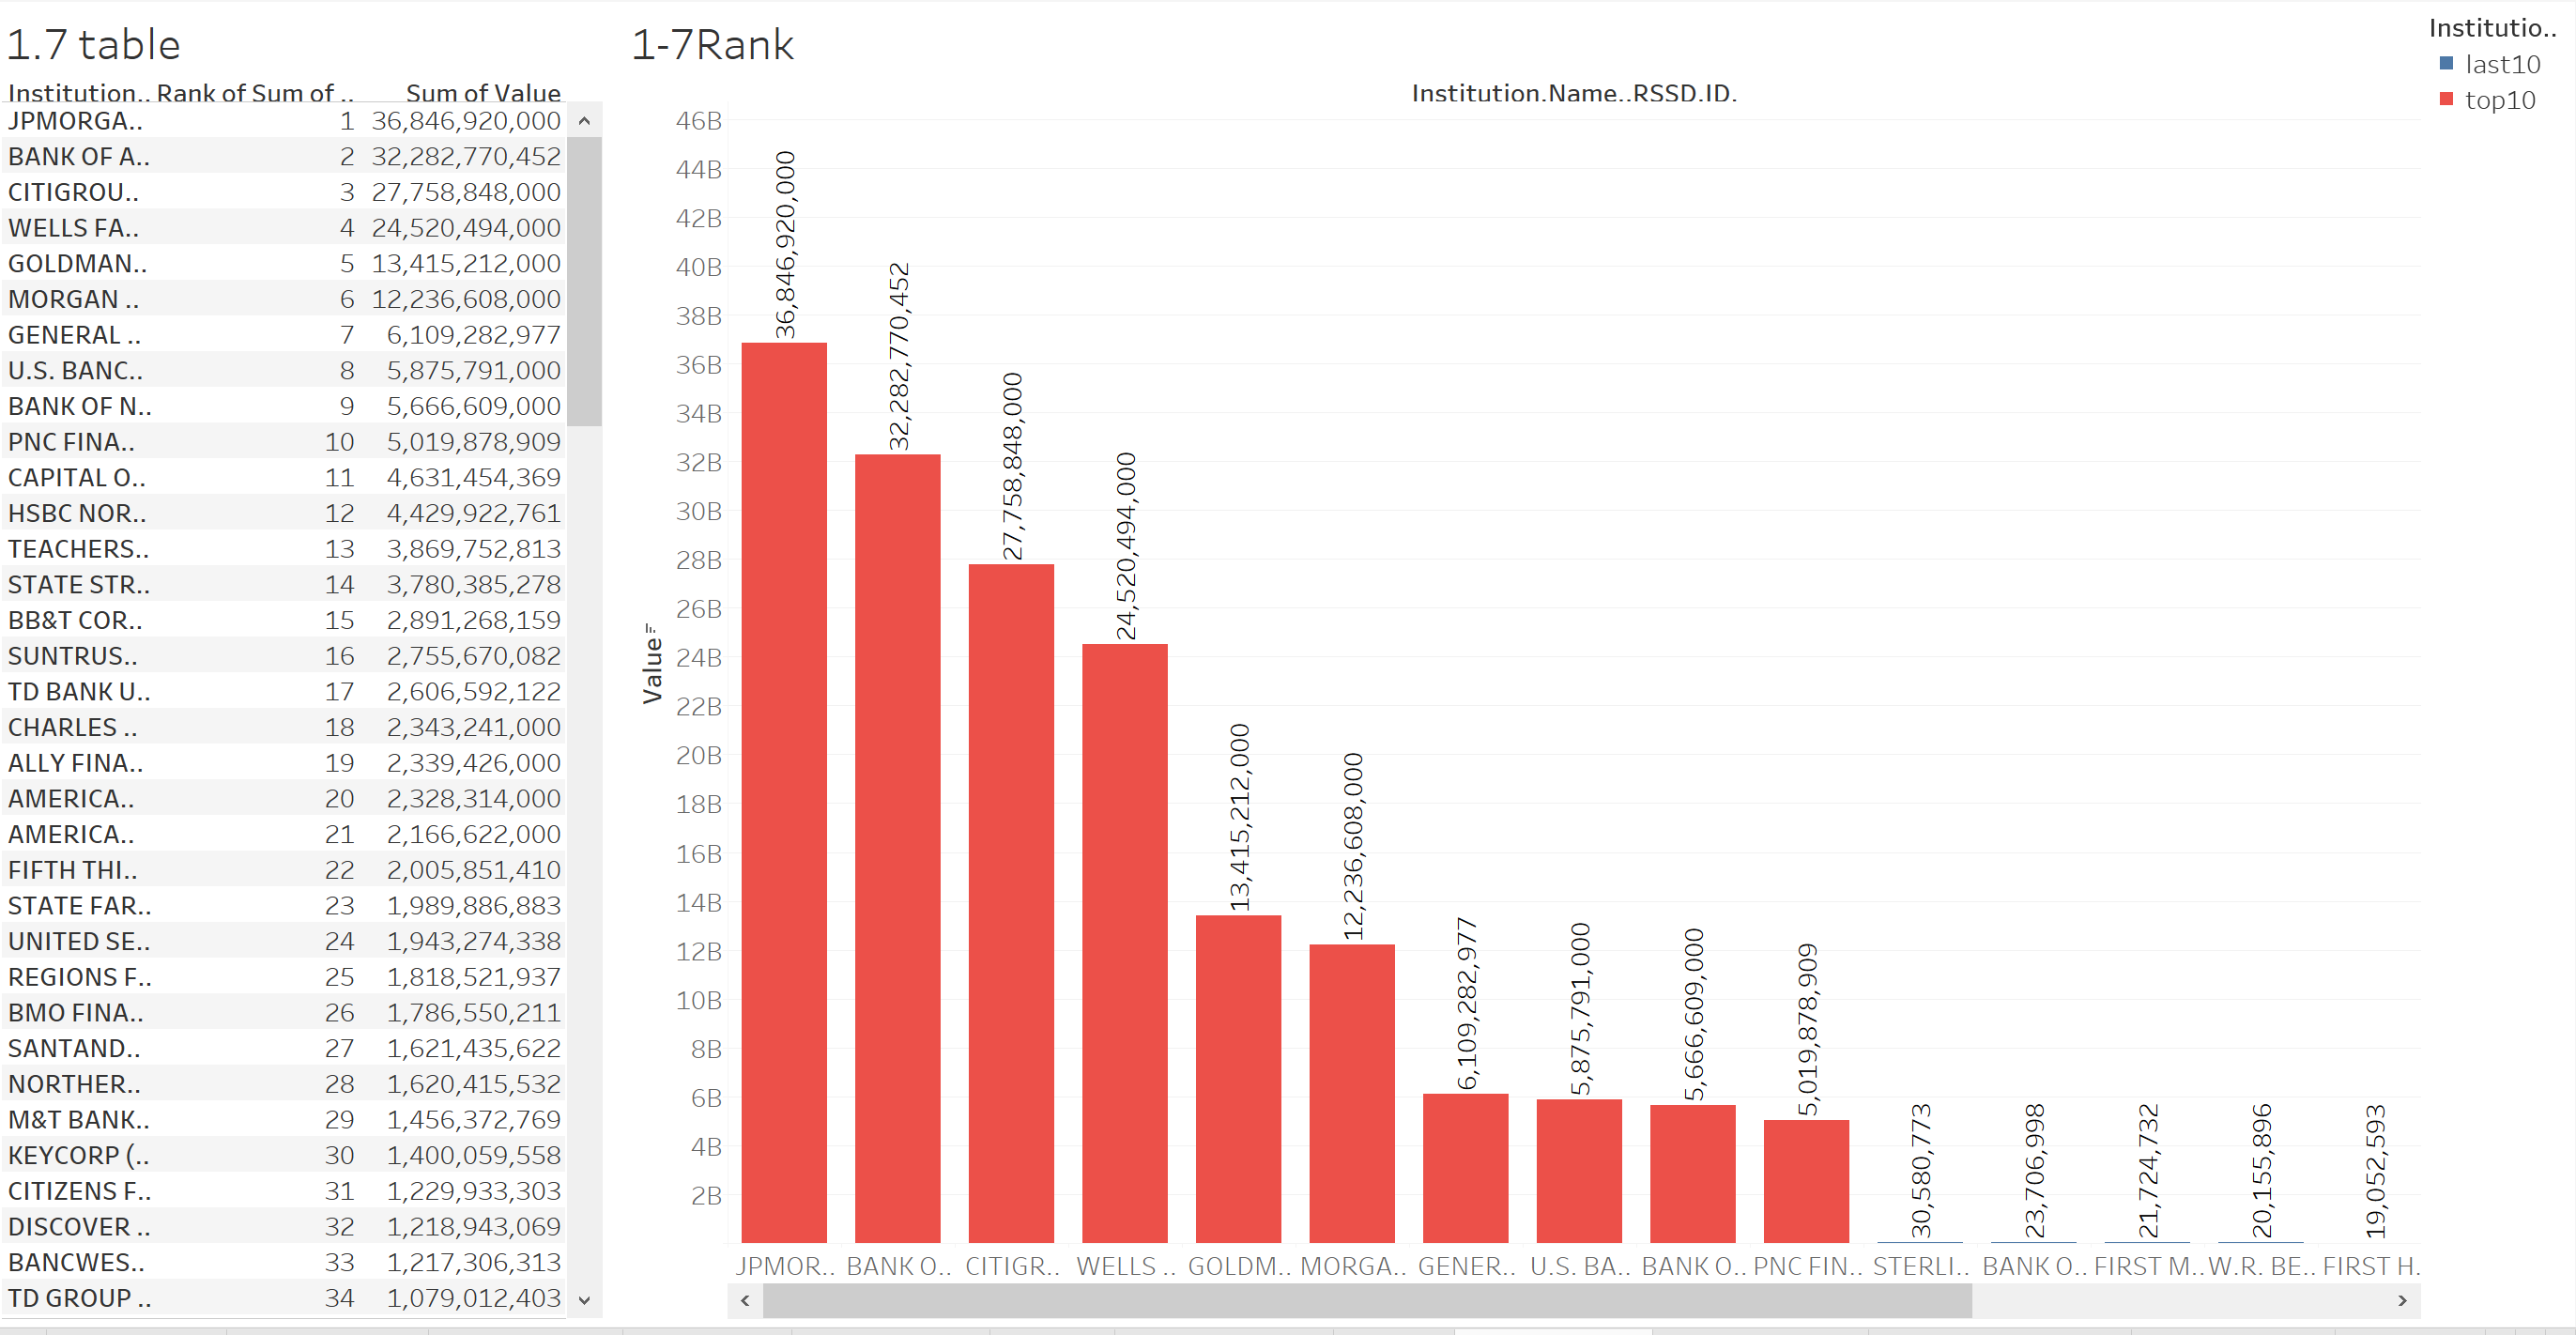 1.7 table
Institution.. Rank of Sum of .. Sum of Value
JPMORGA.. 1 36,846,920,000
BANK OF A.. 2 32,282,770,452
CITIGROU.. 3 27,758,848,000
WELLS FA.. 4 24,520,494,000
GOLDMAN.. 5 13,415,212,000
MORGAN .. 6 12,236,608,000
GENERAL .. 7 6,109,282,977
U.S. BANC.. 8 5,875,791,000
BANK OF N.. 9 5,666,609,000
PNC FINA.. 10 5,019,878,909
CAPITAL O.. 11 4,631,454,369
HSBC NOR.. 12 4,429,922,761
TEACHERS.. 13 3,869,752,813
STATE STR.. 14 3,780,385,278
BB&T COR.. 15 2,891,268,159
SUNTRUS.. 16 2,755,670,082
TD BANK U.. 17 2,606,592,122
CHARLES .. 18 2,343,241,000
ALLY FINA.. 19 2,339,426,000
AMERICA.. 20 2,328,314,000
AMERICA.. 21 2,166,622,000
FIFTH THI.. 22 2,005,851,410
STATE FAR.. 23 1,989,886,883
UNITED SE.. 24 1,943,274,338
REGIONS F.. 25 1,818,521,937
BMO FINA.. 26 1,786,550,211
SANTAND.. 27 1,621,435,622
NORTHER.. 28 1,620,415,532
M&T BANK.. 29 1,456,372,769
KEYCORP (.. 30 1,400,059,558
CITIZENS F.. 31 1,229,933,303
DISCOVER .. 32 1,218,943,069
BANCWES.. 33 1,217,306,313
TD GROUP .. 34 1,079,012,403
1-7Rank
Institution.Name..RSSD.ID.
Value
46B
44B
42B
40B
38B
36B
34B
32B
30B
28B
26B
24B
22B
20B
18B
16B
14B
12B
10B
8B
6B
4B
2B
36,846,920,000
32,282,770,452
27,758,848,000
24,520,494,000
13,415,212,000
12,236,608,000
6,109,282,977
5,875,791,000
5,666,609,000
5,019,878,909
30,580,773
23,706,998
21,724,732
20,155,896
19,052,593
JPMOR.. BANK O.. CITIGR.. WELLS .. GOLDM.. MORGA.. GENER.. U.S. BA.. BANK O.. PNC FIN.. STERLI.. BANK O.. FIRST M.. W.R. BE.. FIRST H.
Institutio..
last10
top10